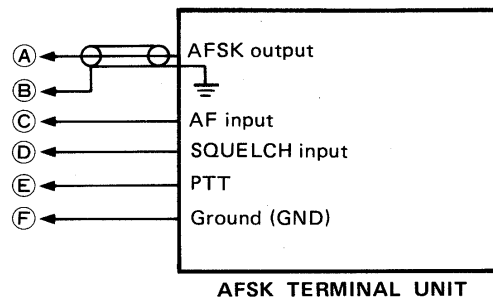 Ⓐ AFSK output
Ⓑ
Ⓒ AF input
Ⓓ SQUELCH input
Ⓔ PTT
Ⓕ Ground (GND)
AFSK TERMINAL UNIT